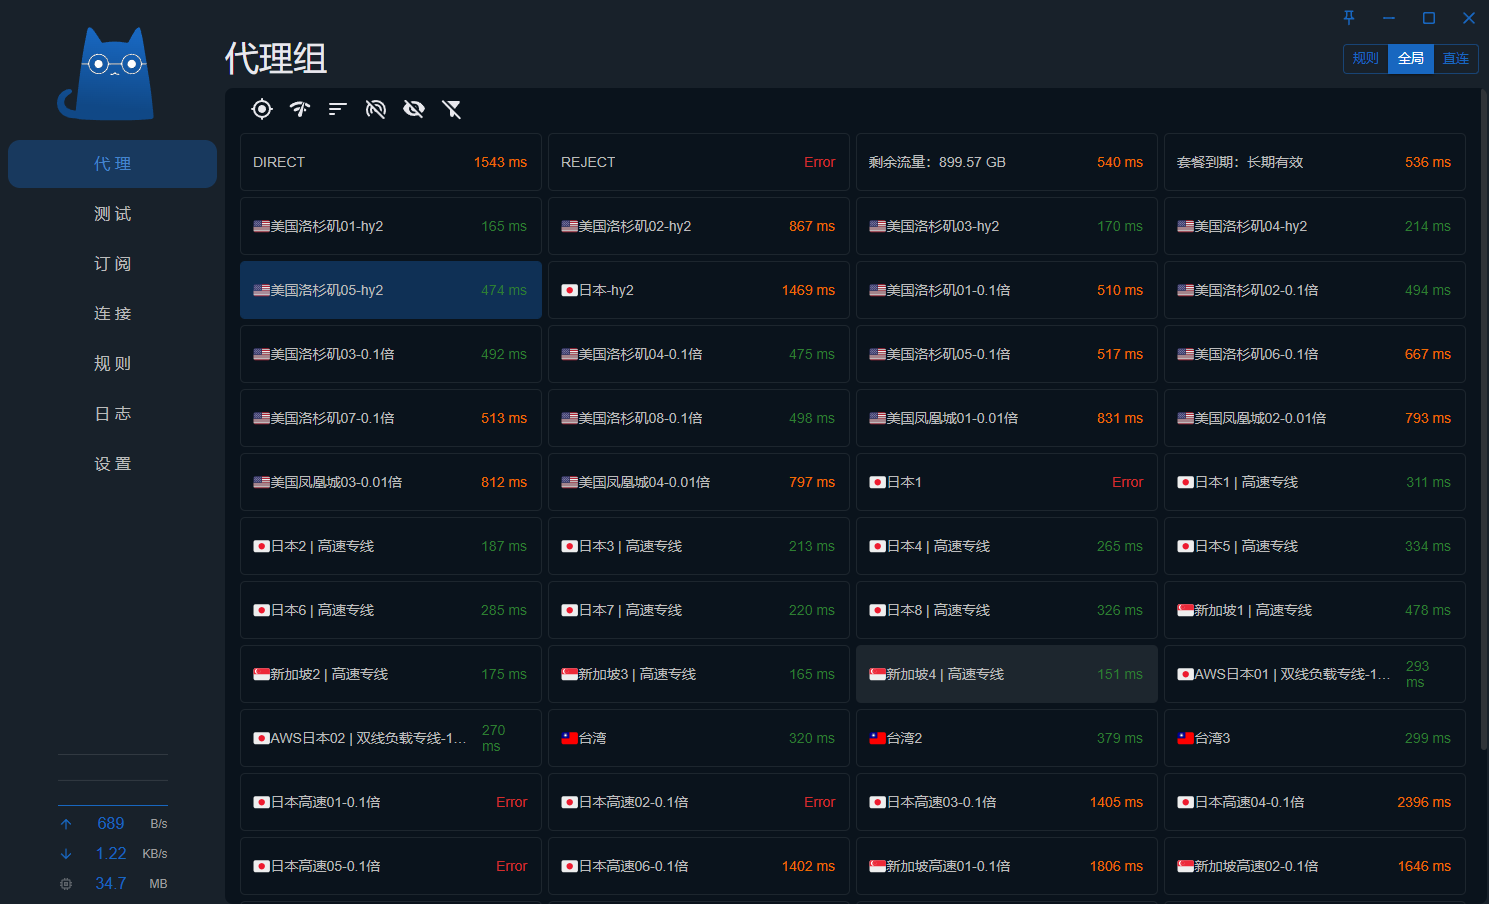 代理组
规则 全局 直连
代 理
测 试
订 阅
连 接
规 则
日 志
设 置
689 B/s
1.22 KB/s
34.7 MB
DIRECT 1543 ms
REJECT Error
剩余流量：899.57 GB 540 ms
套餐到期：长期有效 536 ms
美国洛杉矶01-hy2 165 ms
美国洛杉矶02-hy2 867 ms
美国洛杉矶03-hy2 170 ms
美国洛杉矶04-hy2 214 ms
美国洛杉矶05-hy2 474 ms
日本-hy2 1469 ms
美国洛杉矶01-0.1倍 510 ms
美国洛杉矶02-0.1倍 494 ms
美国洛杉矶03-0.1倍 492 ms
美国洛杉矶04-0.1倍 475 ms
美国洛杉矶05-0.1倍 517 ms
美国洛杉矶06-0.1倍 667 ms
美国洛杉矶07-0.1倍 513 ms
美国洛杉矶08-0.1倍 498 ms
美国凤凰城01-0.01倍 831 ms
美国凤凰城02-0.01倍 793 ms
美国凤凰城03-0.01倍 812 ms
美国凤凰城04-0.01倍 797 ms
日本1 Error
日本1 | 高速专线 311 ms
日本2 | 高速专线 187 ms
日本3 | 高速专线 213 ms
日本4 | 高速专线 265 ms
日本5 | 高速专线 334 ms
日本6 | 高速专线 285 ms
日本7 | 高速专线 220 ms
日本8 | 高速专线 326 ms
新加坡1 | 高速专线 478 ms
新加坡2 | 高速专线 175 ms
新加坡3 | 高速专线 165 ms
新加坡4 | 高速专线 151 ms
AWS日本01 | 双线负载专线-1... 293 ms
AWS日本02 | 双线负载专线-1... 270 ms
台湾 320 ms
台湾2 379 ms
台湾3 299 ms
日本高速01-0.1倍 Error
日本高速02-0.1倍 Error
日本高速03-0.1倍 1405 ms
日本高速04-0.1倍 2396 ms
日本高速05-0.1倍 Error
日本高速06-0.1倍 1402 ms
新加坡高速01-0.1倍 1806 ms
新加坡高速02-0.1倍 1646 ms